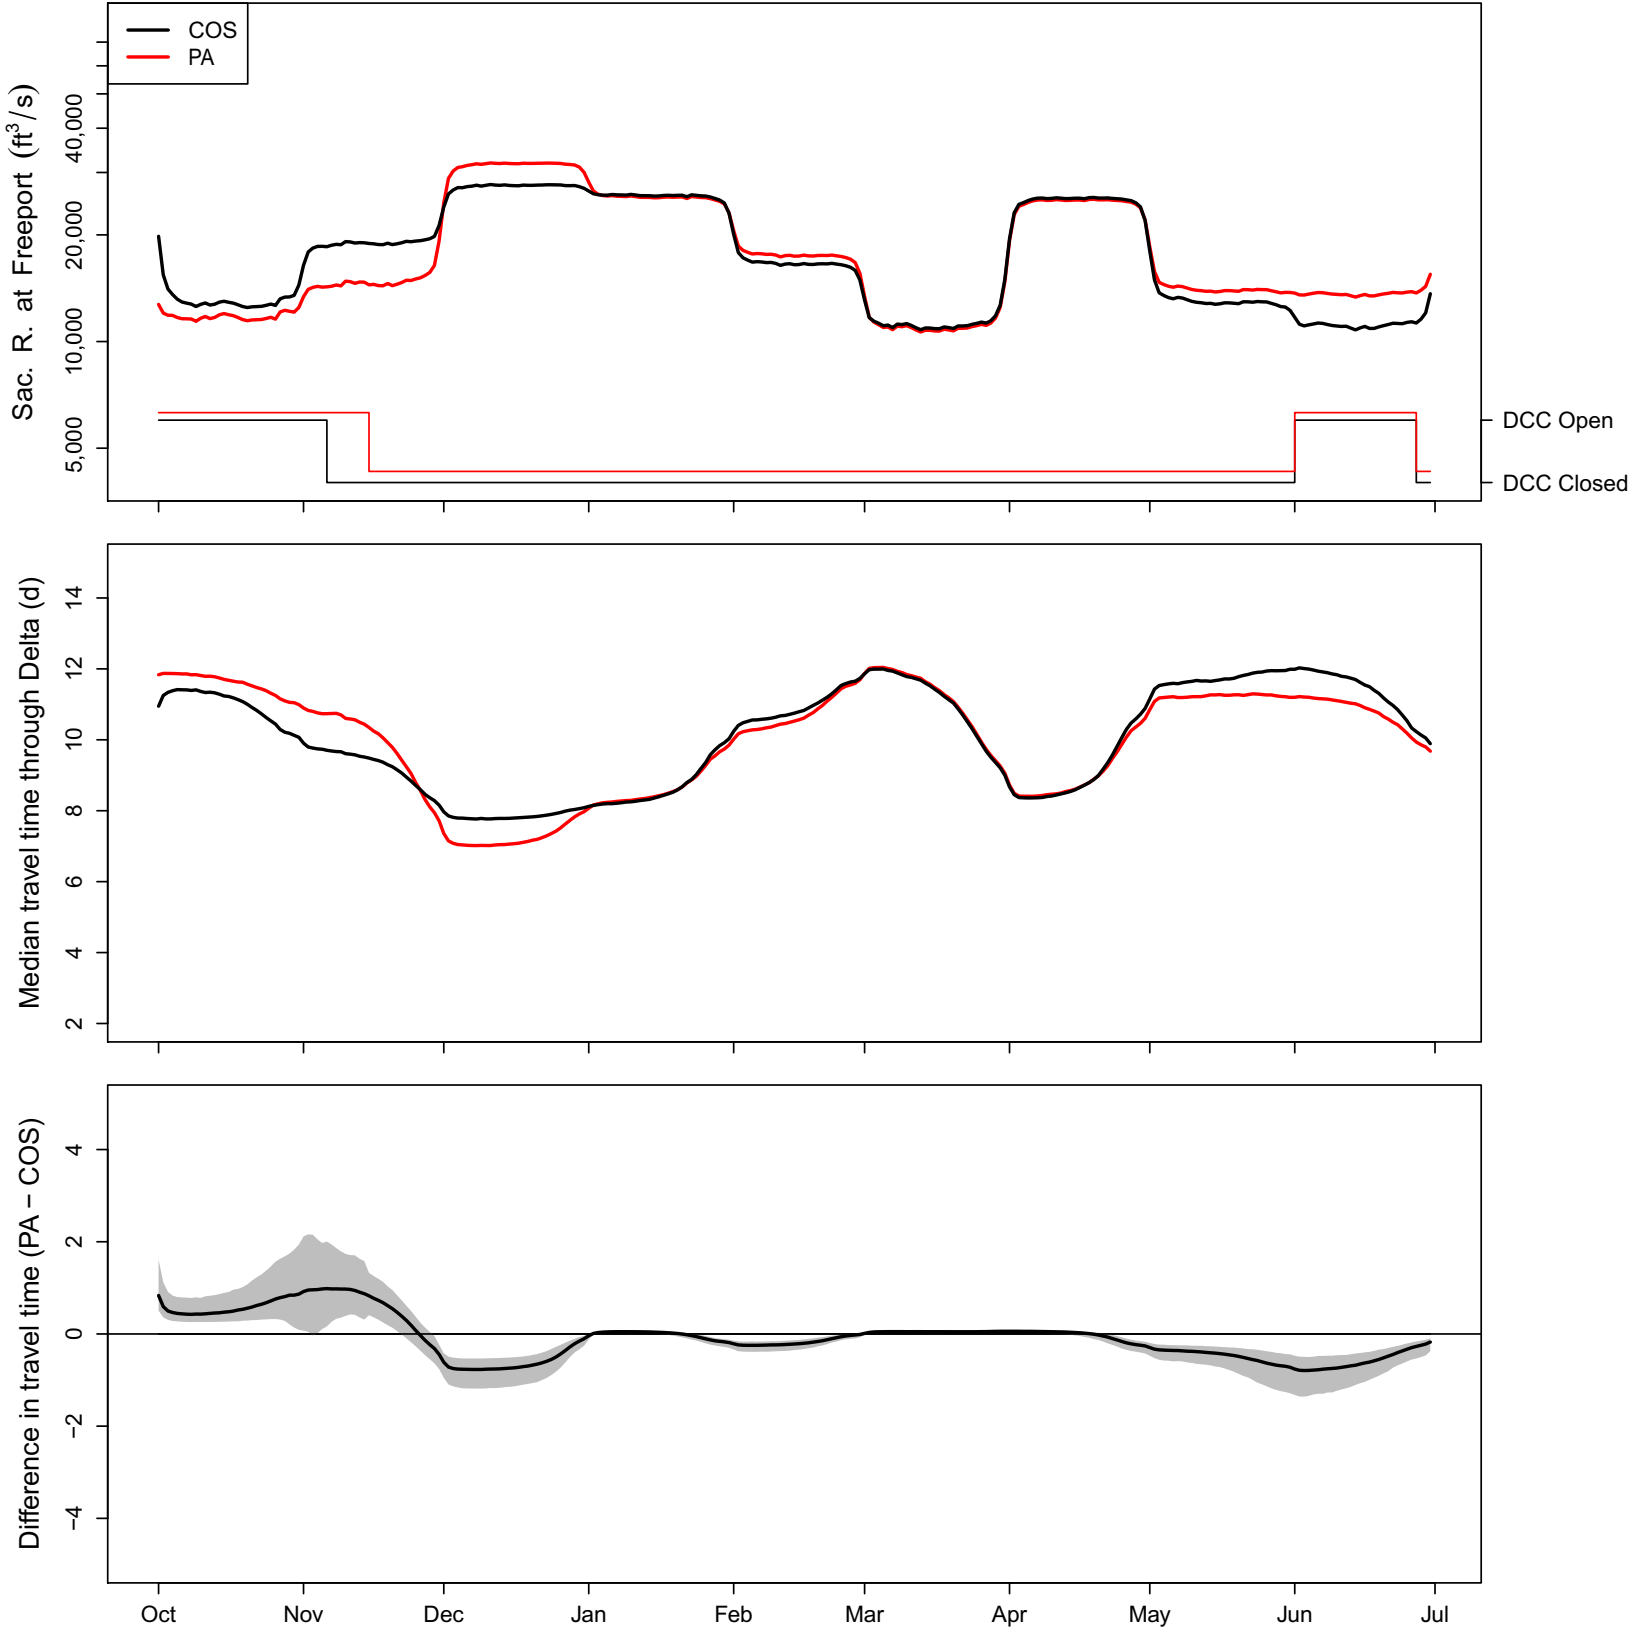 COS
PA
Sac. R. at Freeport (ft³/s)
40,000
20,000
10,000
5,000
DCC Open
DCC Closed
Median travel time through Delta (d)
14
12
10
8
6
4
2
Difference in travel time (PA − COS)
4
2
0
−2
−4
Oct Nov Dec Jan Feb Mar Apr May Jun Jul